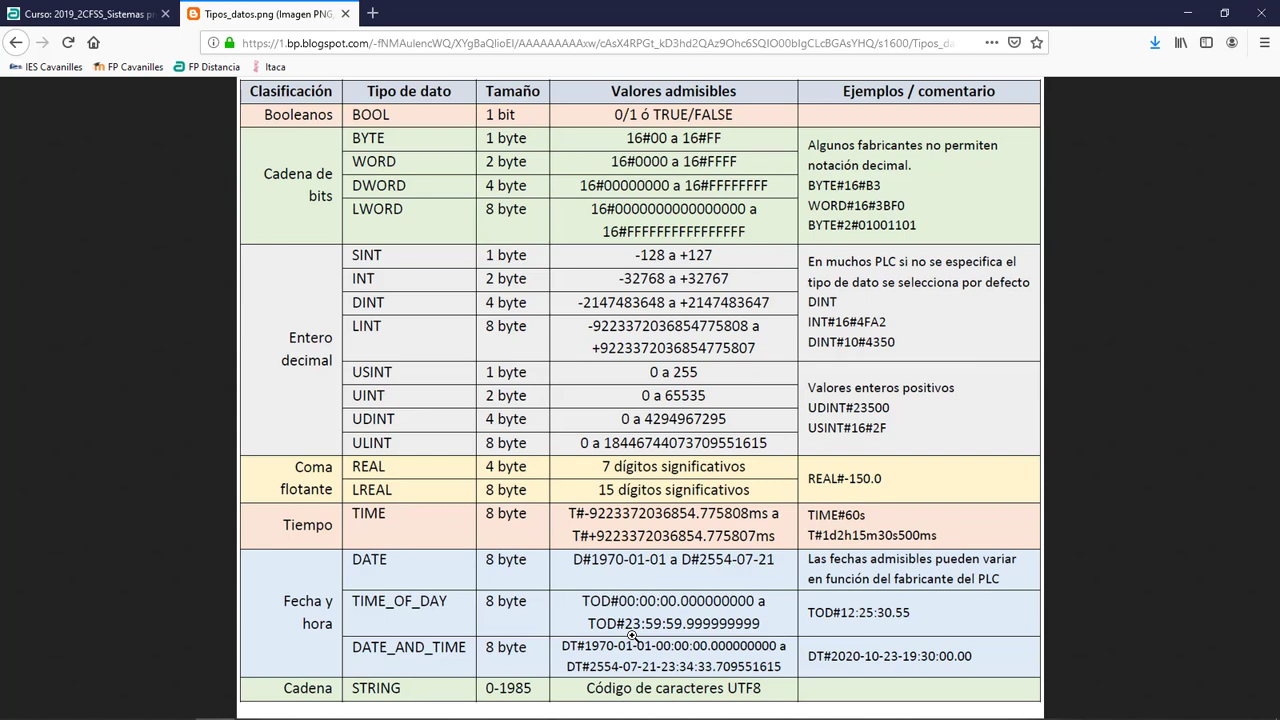 Curso: 2019_2CFSS_Sistemas p
Tipos_datos.png (Imagen PNG,
https://1.bp.blogspot.com/-fNMAulencWQ/XYgBaQlioEI/AAAAAAAAAxw/cAsX4RPGt_kD3hd2QAz9Ohc6SQIO00bIgCLcBGAsYHQ/s1600/Tipos_da
IES Cavanilles FP Cavanilles FP Distancia Itaca
Clasificación Tipo de dato Tamaño Valores admisibles Ejemplos / comentario
Booleanos BOOL 1 bit 0/1 ó TRUE/FALSE
Cadena de bits
BYTE 1 byte 16#00 a 16#FF
WORD 2 byte 16#0000 a 16#FFFF
DWORD 4 byte 16#00000000 a 16#FFFFFFFF
LWORD 8 byte 16#0000000000000000 a
16#FFFFFFFFFFFFFFFF
Algunos fabricantes no permiten
notación decimal.
BYTE#16#B3
WORD#16#3BF0
BYTE#2#01001101
Entero
decimal
SINT 1 byte -128 a +127
INT 2 byte -32768 a +32767
DINT 4 byte -2147483648 a +2147483647
LINT 8 byte -9223372036854775808 a
+9223372036854775807
En muchos PLC si no se especifica el
tipo de dato se selecciona por defecto
DINT
INT#16#4FA2
DINT#10#4350
USINT 1 byte 0 a 255
UINT 2 byte 0 a 65535
UDINT 4 byte 0 a 4294967295
ULINT 8 byte 0 a 18446744073709551615
Valores enteros positivos
UDINT#23500
USINT#16#2F
Coma
flotante
REAL 4 byte 7 dígitos significativos
LREAL 8 byte 15 dígitos significativos
REAL#-150.0
Tiempo TIME 8 byte T#-9223372036854.775808ms a
T#+9223372036854.775807ms
TIME#60s
T#1d2h15m30s500ms
Fecha y
hora
DATE 8 byte D#1970-01-01 a D#2554-07-21
Las fechas admisibles pueden variar
en función del fabricante del PLC
TIME_OF_DAY 8 byte TOD#00:00:00.000000000 a
TOD#23:59:59.999999999
TOD#12:25:30.55
DATE_AND_TIME 8 byte DT#1970-01-01-00:00:00.000000000 a
DT#2554-07-21-23:34:33.709551615
DT#2020-10-23-19:30:00.00
Cadena STRING 0-1985 Código de caracteres UTF8